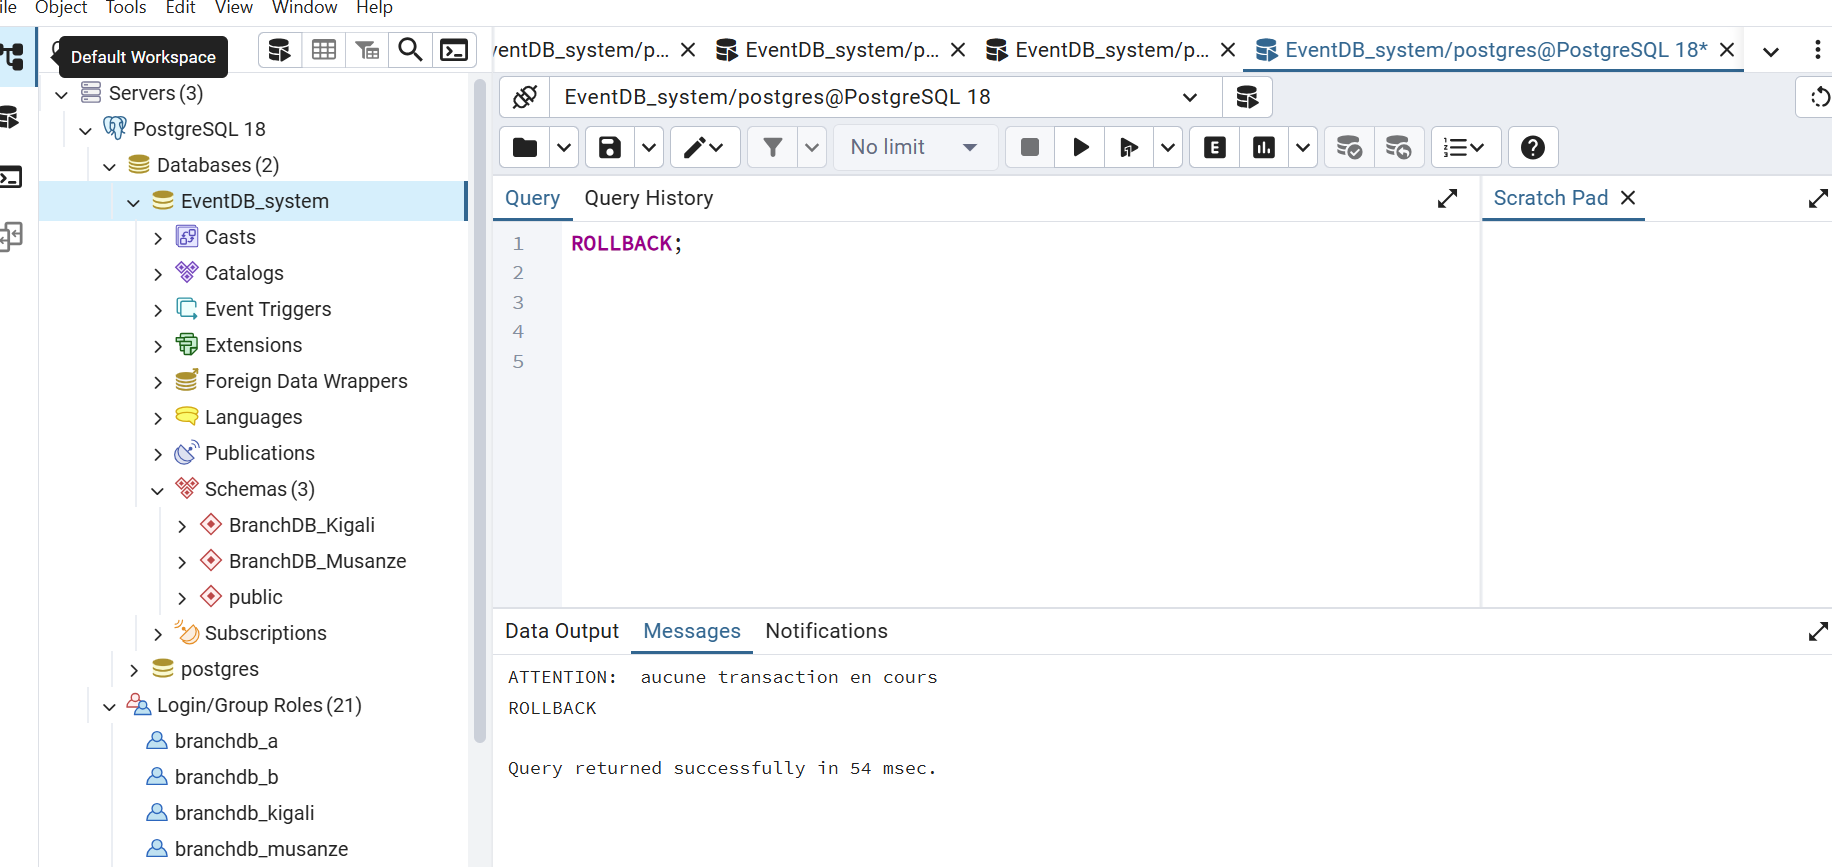 ile Object Tools Edit View Window Help
Default Workspace
ventDB_system/p... EventDB_system/p... EventDB_system/p... EventDB_system/postgres@PostgreSQL 18*
Servers (3)
EventDB_system/postgres@PostgreSQL 18
PostgreSQL 18
No limit
Databases (2)
EventDB_system
Query Query History Scratch Pad
1 ROLLBACK;
2
3
4
5
Casts
Catalogs
Event Triggers
Extensions
Foreign Data Wrappers
Languages
Publications
Schemas (3)
BranchDB_Kigali
BranchDB_Musanze
public
Subscriptions
postgres
Login/Group Roles (21)
branchdb_a
branchdb_b
branchdb_kigali
branchdb_musanze
Data Output Messages Notifications
ATTENTION:  aucune transaction en cours
ROLLBACK
Query returned successfully in 54 msec.